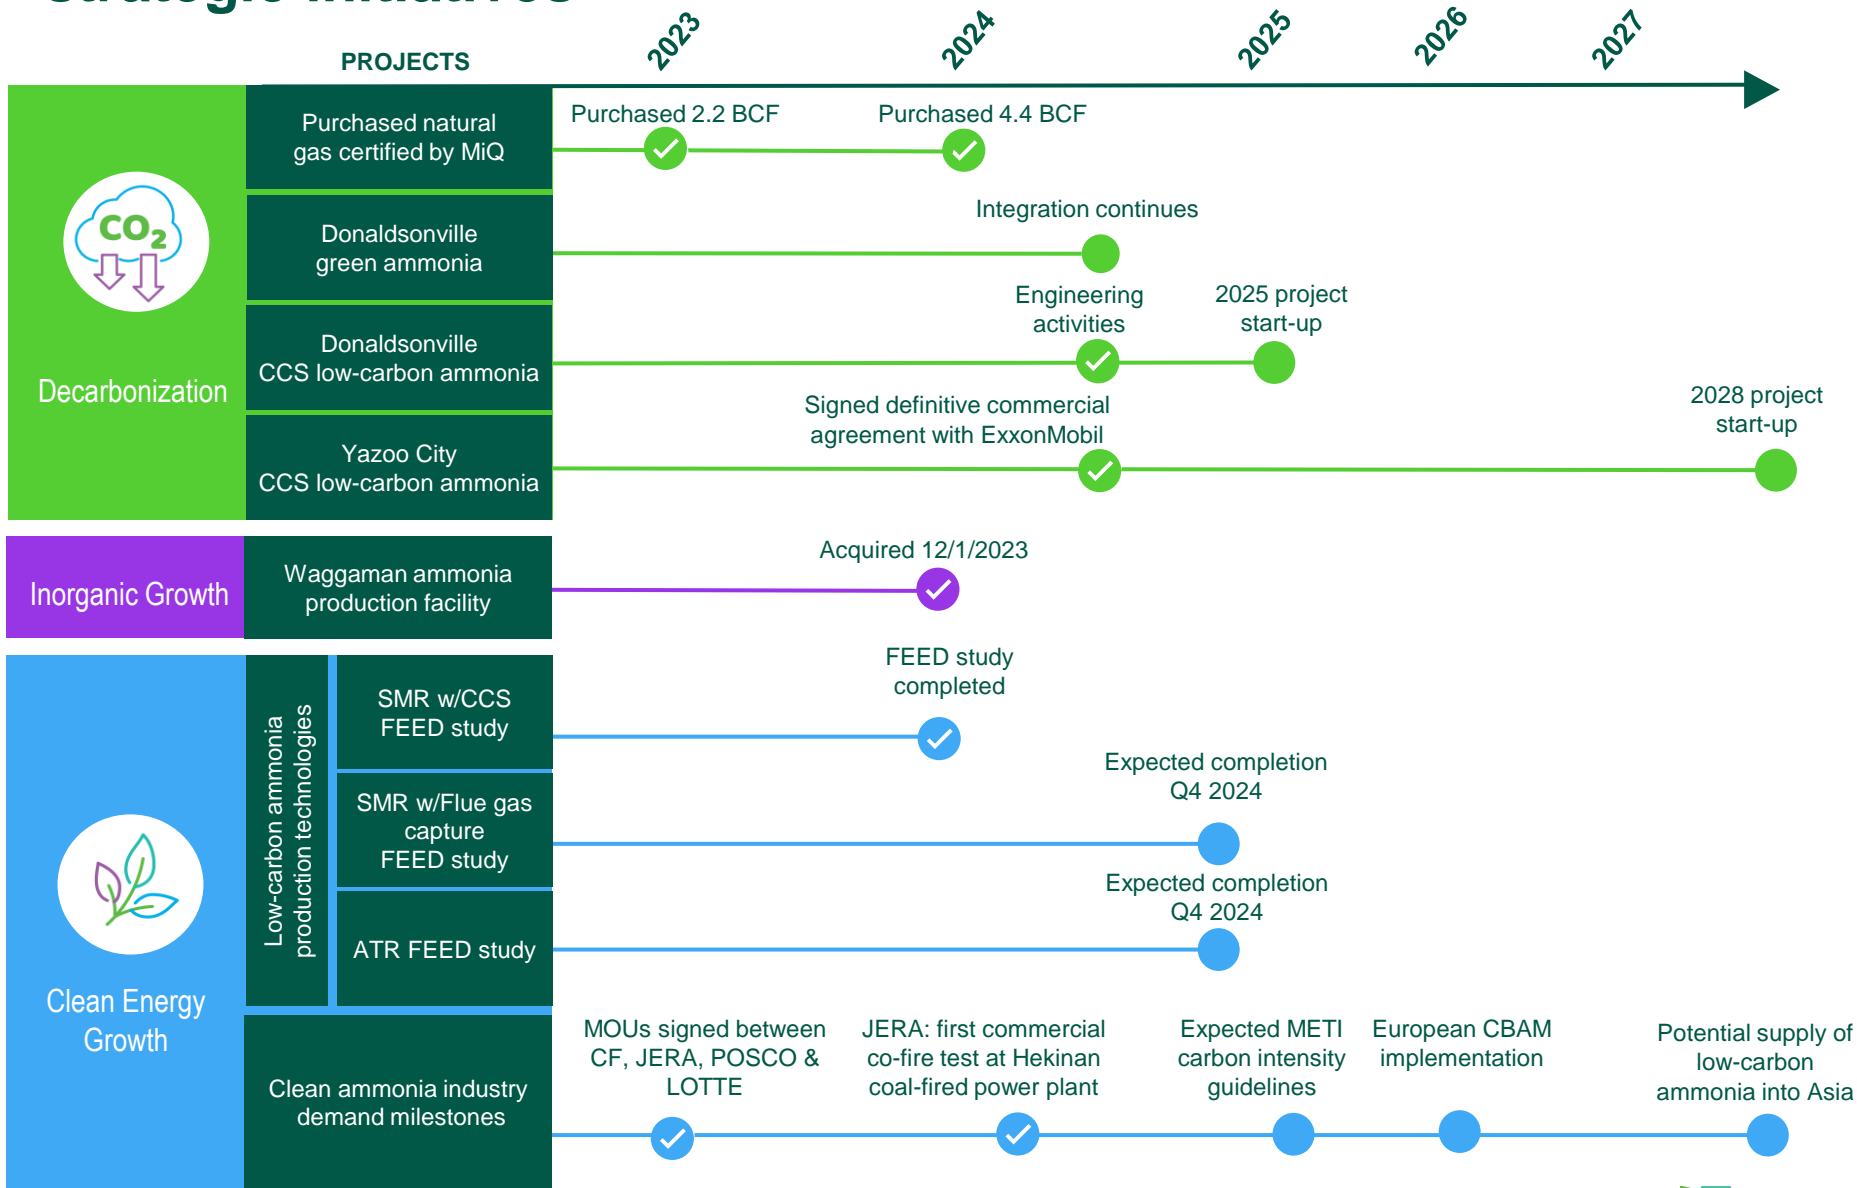 Strategic Initiatives
PROJECTS
2023
2024
2025
2026
2027
CO2
Decarbonization
Purchased natural
gas certified by MiQ
Purchased 2.2 BCF
Purchased 4.4 BCF
Donaldsonville
green ammonia
Integration continues
Donaldsonville
CCS low-carbon ammonia
Engineering
activities
2025 project
start-up
Yazoo City
CCS low-carbon ammonia
Signed definitive commercial
agreement with ExxonMobil
2028 project
start-up
Inorganic Growth
Waggaman ammonia
production facility
Acquired 12/1/2023
Clean Energy
Growth
Low-carbon ammonia
production technologies
SMR w/CCS
FEED study
FEED study
completed
SMR w/Flue gas
capture
FEED study
Expected completion
Q4 2024
ATR FEED study
Expected completion
Q4 2024
Clean ammonia industry
demand milestones
MOUs signed between
CF, JERA, POSCO &
LOTTE
JERA: first commercial
co-fire test at Hekinan
coal-fired power plant
Expected METI
carbon intensity
guidelines
European CBAM
implementation
Potential supply of
low-carbon
ammonia into Asia